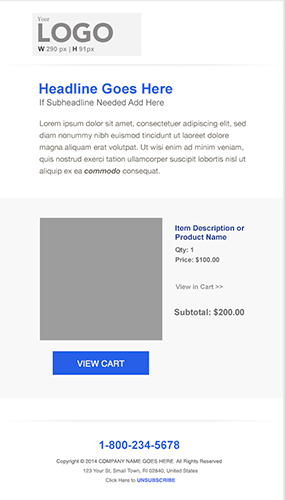 Your
LOGO
W 290 px | H 91px
Headline Goes Here
If Subheadline Needed Add Here
Lorem ipsum dolor sit amet, consectetuer adipiscing elit, sed
diam nonummy nibh euismod tincidunt ut laoreet dolore
magna aliquam erat volutpat. Ut wisi enim ad minim veniam,
quis nostrud exerci tation ullamcorper suscipit lobortis nisl ut
aliquip ex ea commodo consequat.
Item Description or
Product Name
Qty: 1
Price: $100.00
View in Cart >>
Subtotal: $200.00
VIEW CART
1-800-234-5678
Copyright © 2014 COMPANY NAME GOES HERE. All Rights Reserved
123 Your St, Small Town, RI 02840, United States
Click Here to UNSUBSCRIBE